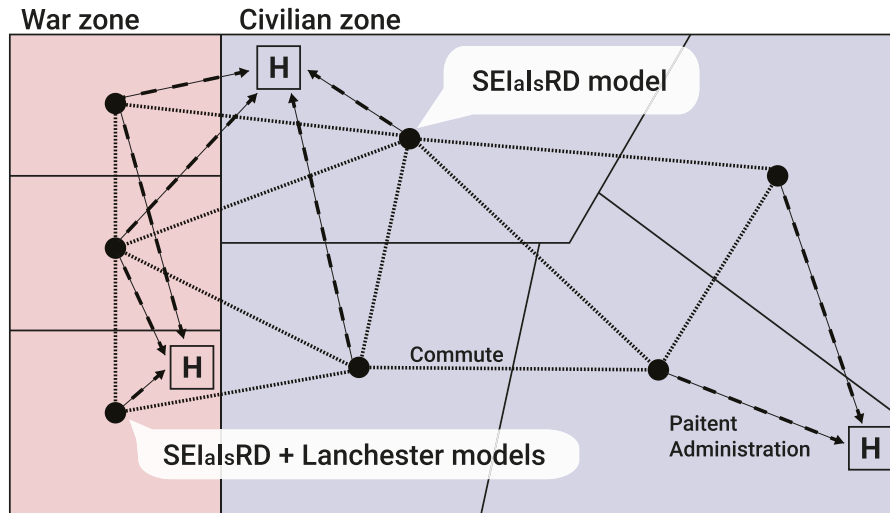 War zone
Civilian zone
H
SEIaIsRD model
Commute
H
Paitent
Administration
H
SEIaIsRD + Lanchester models